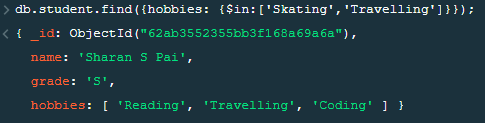 > db.student.find({hobbies: {$in:['Skating','Travelling']}});
< { _id: ObjectId("62ab3552355bb3f168a69a6a"),
name: 'Sharan S Pai',
grade: 'S',
hobbies: [ 'Reading', 'Travelling', 'Coding' ] }